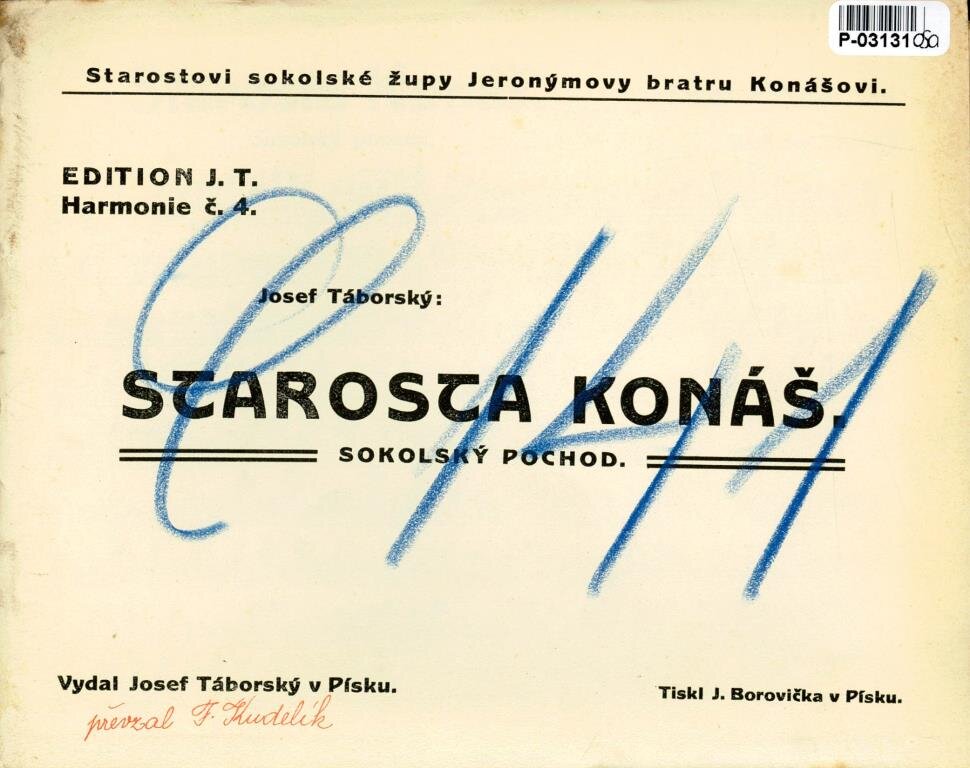 P-03131
Starostovi sokolské župy Jeronýmovy bratru Konášovi.
EDITION J. T.
Harmonie č. 4.
Josef Táborský:
STAROSTA KONÁŠ.
SOKOLSKÝ POCHOD.
Vydal Josef Táborský v Písku.
převzal F. Kudelík
Tiskl J. Borovička v Písku.